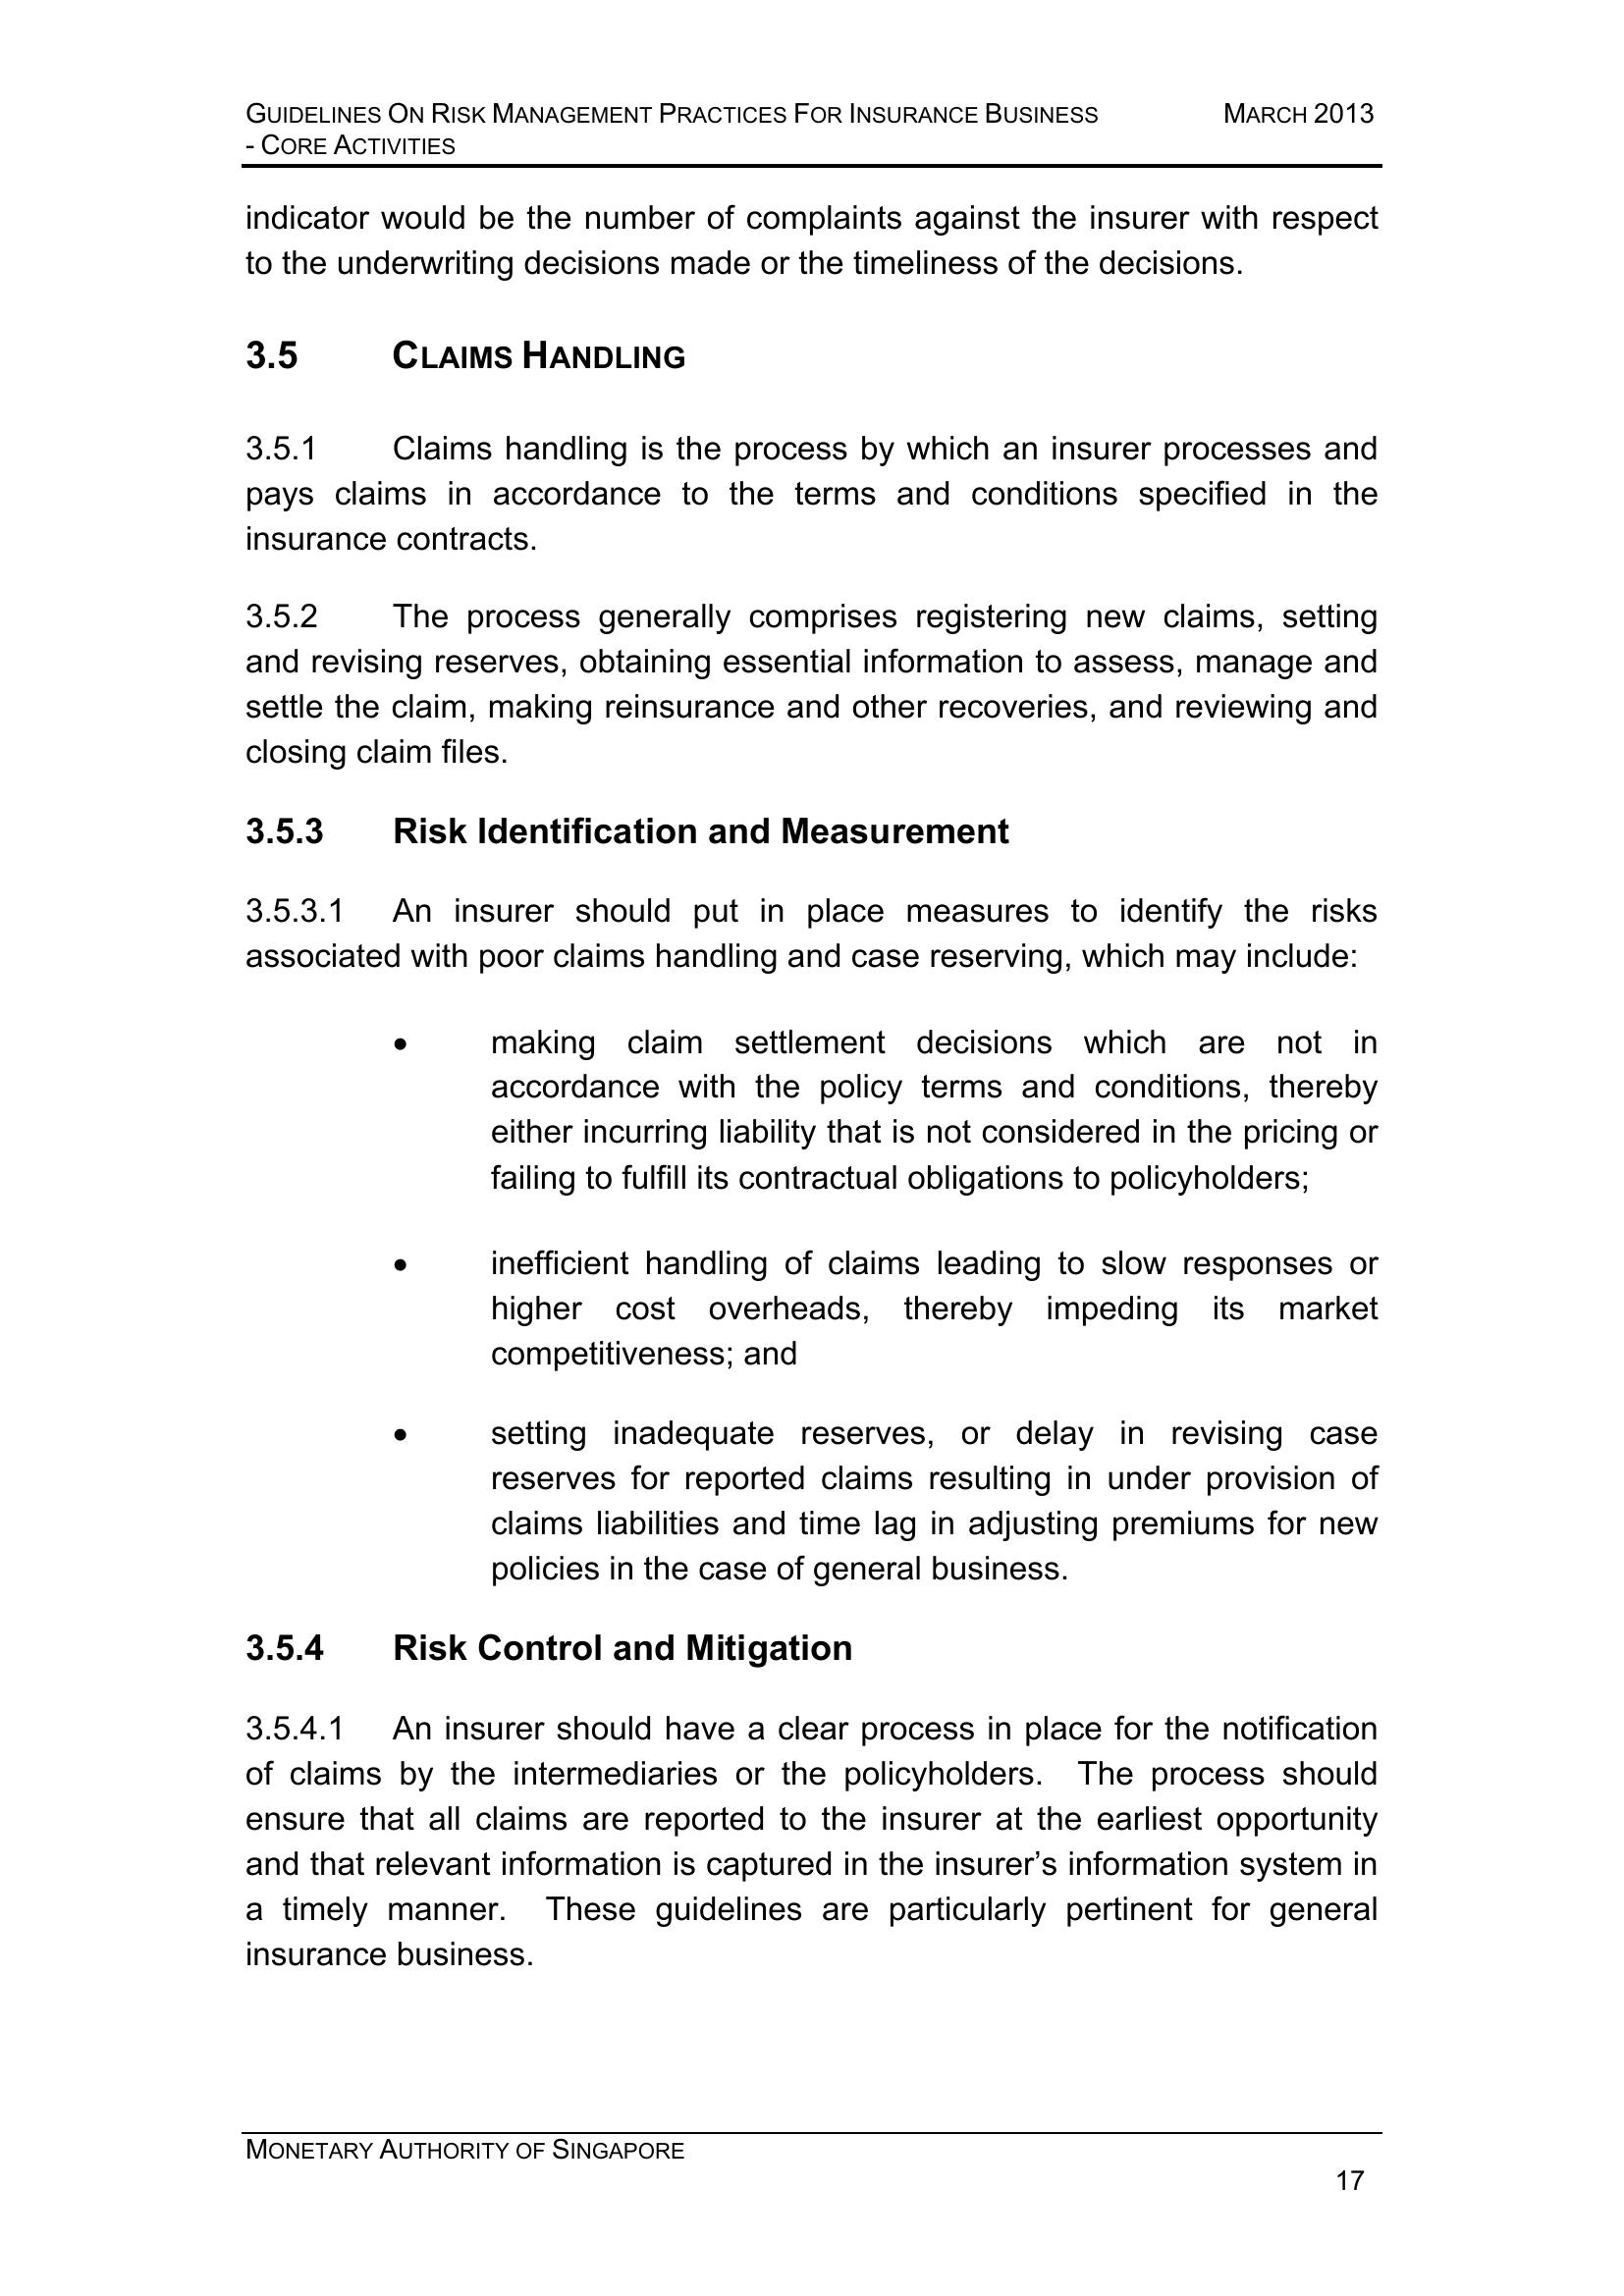 GUIDELINES ON RISK MANAGEMENT PRACTICES FOR INSURANCE BUSINESS MARCH 2013
- CORE ACTIVITIES
indicator would be the number of complaints against the insurer with respect
to the underwriting decisions made or the timeliness of the decisions.
3.5 CLAIMS HANDLING
3.5.1 Claims handling is the process by which an insurer processes and
pays claims in accordance to the terms and conditions specified in the
insurance contracts.
3.5.2 The process generally comprises registering new claims, setting
and revising reserves, obtaining essential information to assess, manage and
settle the claim, making reinsurance and other recoveries, and reviewing and
closing claim files.
3.5.3 Risk Identification and Measurement
3.5.3.1 An insurer should put in place measures to identify the risks
associated with poor claims handling and case reserving, which may include:
• making claim settlement decisions which are not in
accordance with the policy terms and conditions, thereby
either incurring liability that is not considered in the pricing or
failing to fulfill its contractual obligations to policyholders;
• inefficient handling of claims leading to slow responses or
higher cost overheads, thereby impeding its market
competitiveness; and
• setting inadequate reserves, or delay in revising case
reserves for reported claims resulting in under provision of
claims liabilities and time lag in adjusting premiums for new
policies in the case of general business.
3.5.4 Risk Control and Mitigation
3.5.4.1 An insurer should have a clear process in place for the notification
of claims by the intermediaries or the policyholders. The process should
ensure that all claims are reported to the insurer at the earliest opportunity
and that relevant information is captured in the insurer’s information system in
a timely manner. These guidelines are particularly pertinent for general
insurance business.
MONETARY AUTHORITY OF SINGAPORE
17